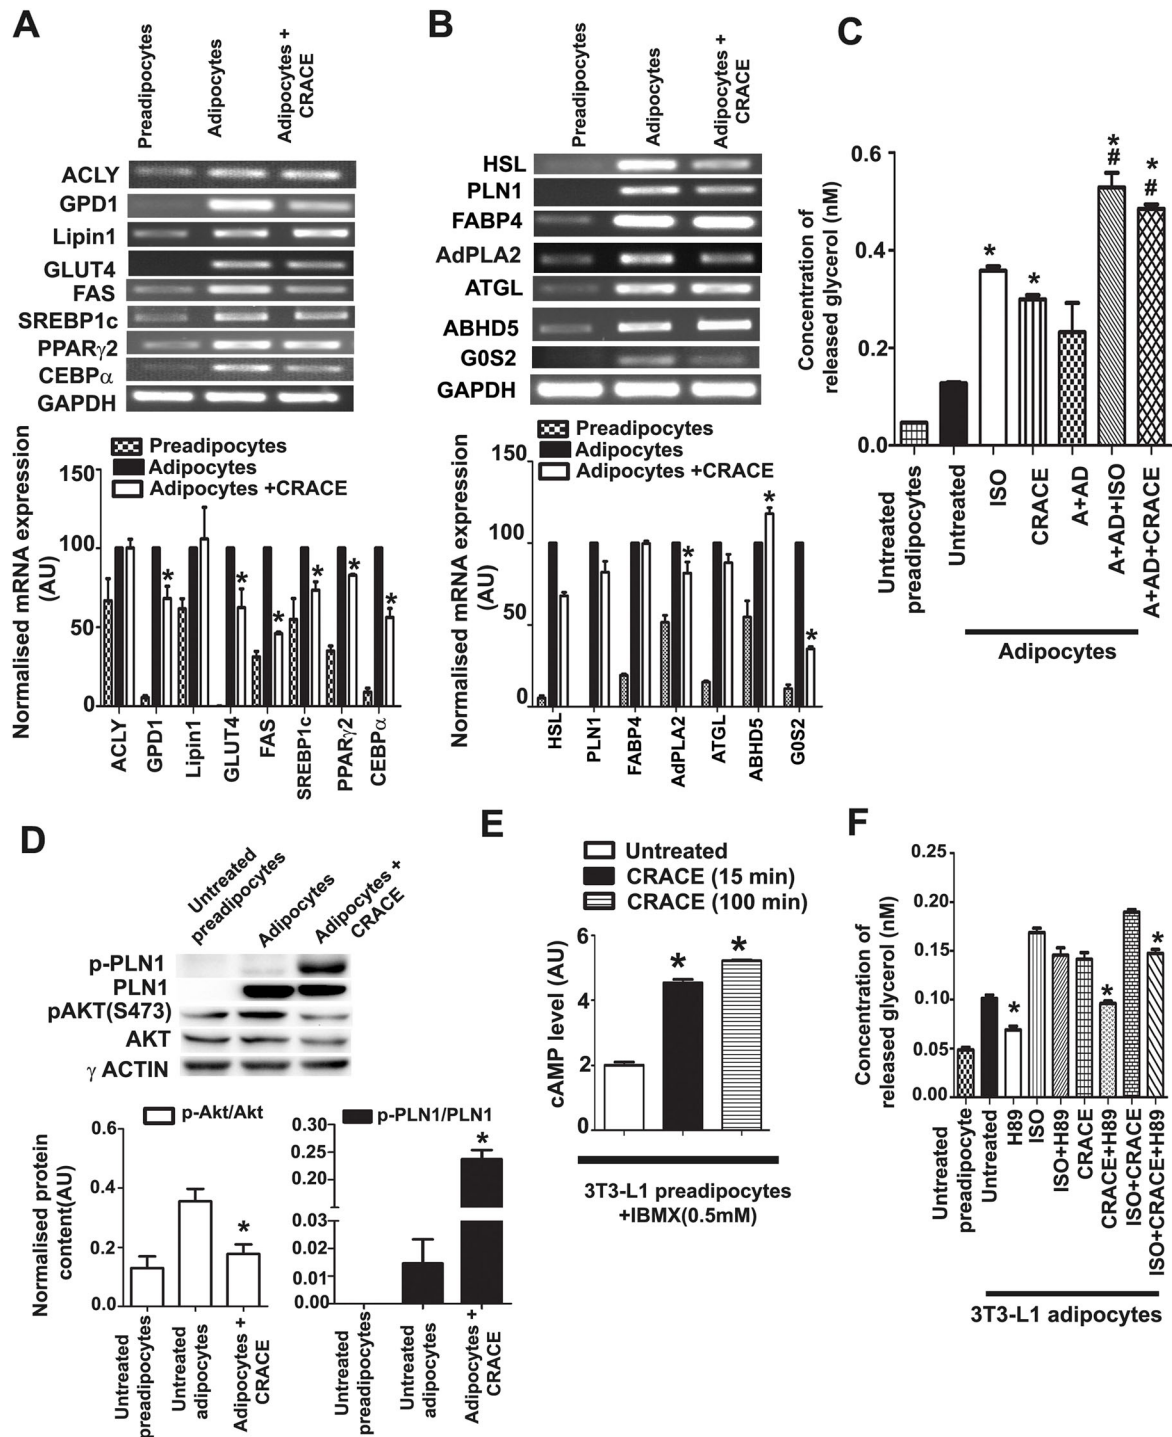 A
Preadipocytes
Adipocytes
Adipocytes +
CRACE
ACLY
GPD1
Lipin1
GLUT4
FAS
SREBP1c
PPARγ2
CEBPα
GAPDH
Preadipocytes
Adipocytes
Adipocytes +CRACE
Normalised mRNA expression
(AU)
150
100
50
0
* * * * * *
ACLY
GPD1
Lipin1
GLUT4
FAS
SREBP1c
PPARγ2
CEBPα
B
Preadipocytes
Adipocytes
Adipocytes +
CRACE
HSL
PLN1
FABP4
AdPLA2
ATGL
ABHD5
G0S2
GAPDH
Preadipocytes
Adipocytes
Adipocytes +CRACE
Normalised mRNA expression
(AU)
150
100
50
0
* * *
HSL
PLN1
FABP4
AdPLA2
ATGL
ABHD5
G0S2
C
Concentration of
released glycerol (nM)
0.6
0.4
0.2
0.0
* * * *
# #
Untreated
preadipocytes
Untreated
ISO
CRACE
A+AD
A+AD+ISO
A+AD+CRACE
Adipocytes
D
Untreated
preadipocytes
Adipocytes
Adipocytes +
CRACE
p-PLN1
PLN1
pAKT(S473)
AKT
γ ACTIN
p-Akt/Akt
Normalised protein
content(AU)
0.6
0.4
0.2
0.0
*
Untreated
preadipocytes
Untreated
adipocytes
Adipocytes +
CRACE
p-PLN1/PLN1
0.30
0.25
0.20
0.03
0.02
0.01
0.00
*
Untreated
preadipocytes
Untreated
adipocytes
Adipocytes +
CRACE
E
Untreated
CRACE (15 min)
CRACE (100 min)
cAMP level (AU)
6
4
2
0
* *
3T3-L1 preadipocytes
+IBMX(0.5mM)
F
Concentration of
released glycerol (nM)
0.25
0.20
0.15
0.10
0.05
0.00
* * *
Untreated
preadipocyte
Untreated
H89
ISO
ISO+H89
CRACE
CRACE+H89
ISO+CRACE
ISO+CRACE+H89
3T3-L1 adipocytes